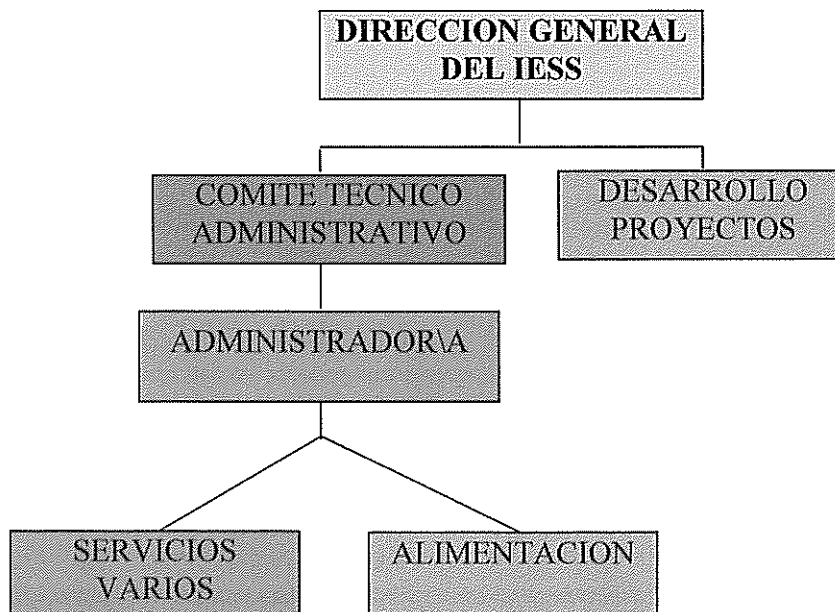 DIRECCION GENERAL
DEL IESS
COMITE TECNICO
ADMINISTRATIVO
DESARROLLO
PROYECTOS
ADMINISTRADOR\A
SERVICIOS
VARIOS
ALIMENTACION